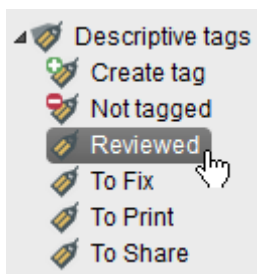 Descriptive tags
Create tag
Not tagged
Reviewed
To Fix
To Print
To Share